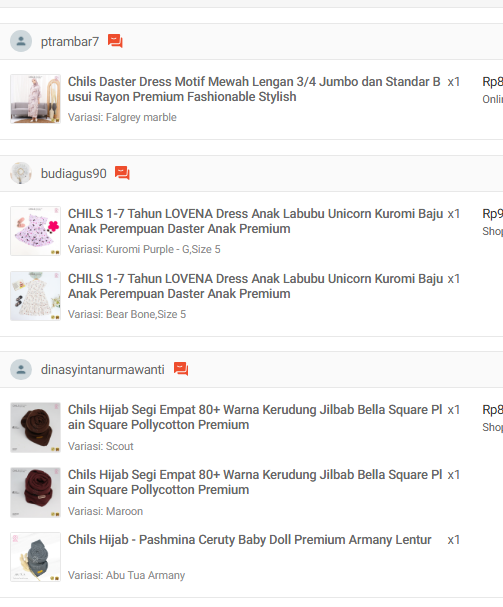 ptrambar7
Chils Daster Dress Motif Mewah Lengan 3/4 Jumbo dan Standar B x1 Rp8
usui Rayon Premium Fashionable Stylish Onli
Variasi: Falgrey marble
budiagus90
CHILS 1-7 Tahun LOVENA Dress Anak Labubu Unicorn Kuromi Baju x1 Rp9
Anak Perempuan Daster Anak Premium Shop
Variasi: Kuromi Purple - G,Size 5
CHILS 1-7 Tahun LOVENA Dress Anak Labubu Unicorn Kuromi Baju x1
Anak Perempuan Daster Anak Premium
Variasi: Bear Bone,Size 5
dinasyintanurmawanti
Chils Hijab Segi Empat 80+ Warna Kerudung Jilbab Bella Square Pl x1 Rp8
ain Square Pollycotton Premium Shop
Variasi: Scout
Chils Hijab Segi Empat 80+ Warna Kerudung Jilbab Bella Square Pl x1
ain Square Pollycotton Premium
Variasi: Maroon
Chils Hijab - Pashmina Ceruty Baby Doll Premium Armany Lentur x1
Variasi: Abu Tua Armany